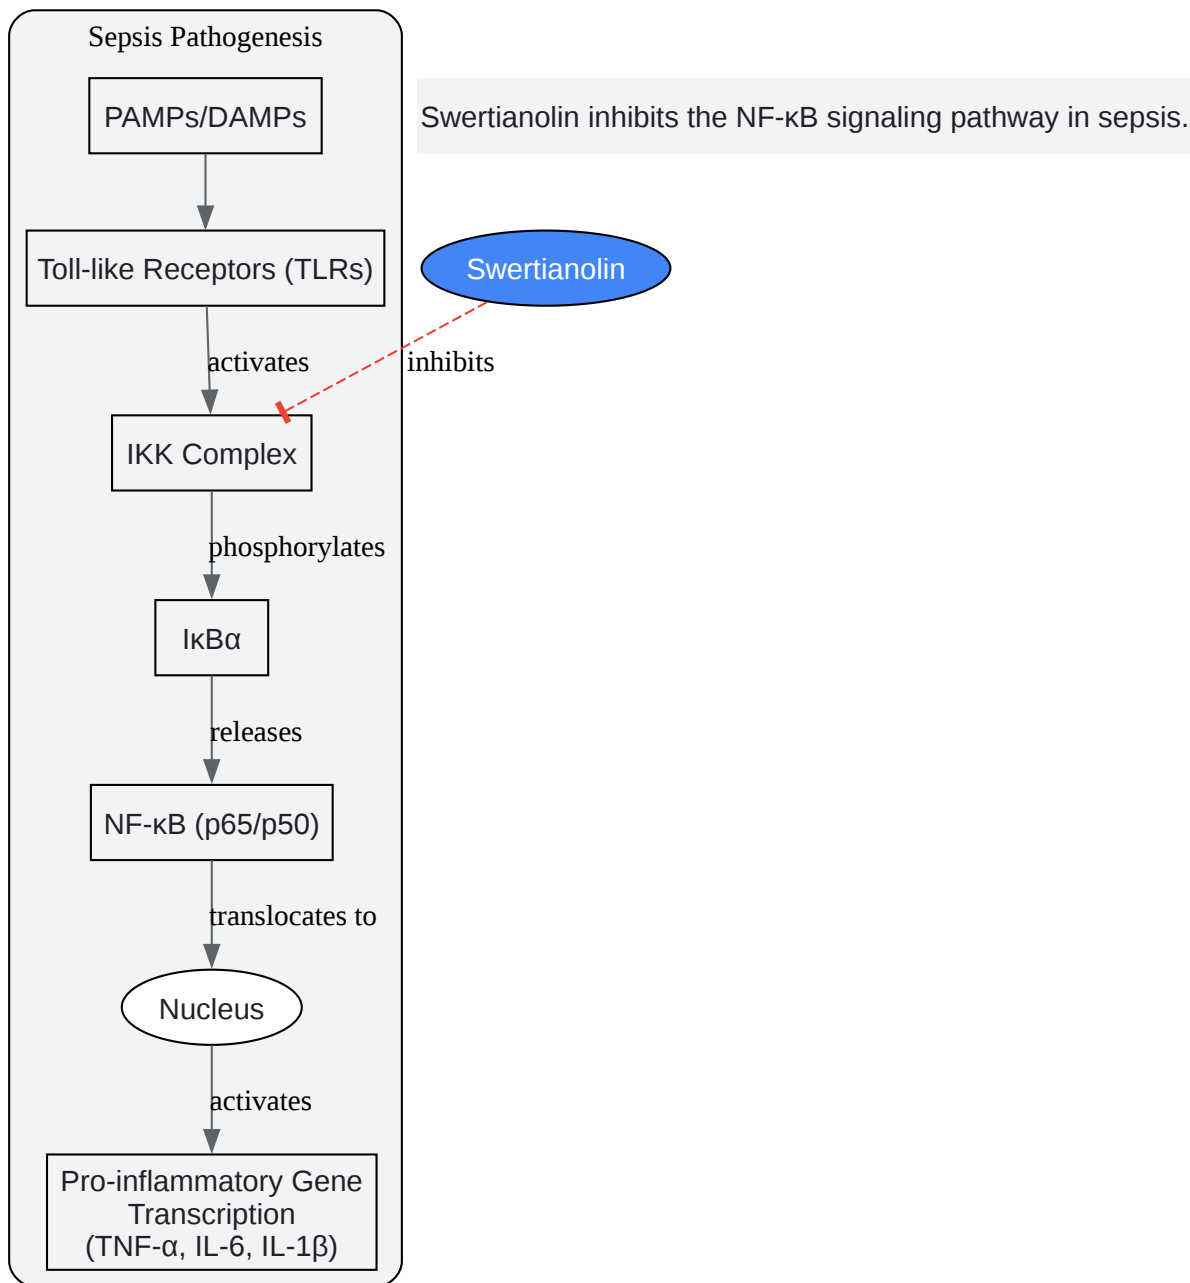 Sepsis Pathogenesis
PAMPs/DAMPs
Swertianolin inhibits the NF-κB signaling pathway in sepsis.
Toll-like Receptors (TLRs)
Swertianolin
activates
inhibits
IKK Complex
phosphorylates
IκBα
releases
NF-κB (p65/p50)
translocates to
Nucleus
activates
Pro-inflammatory Gene
Transcription
(TNF-α, IL-6, IL-1β)